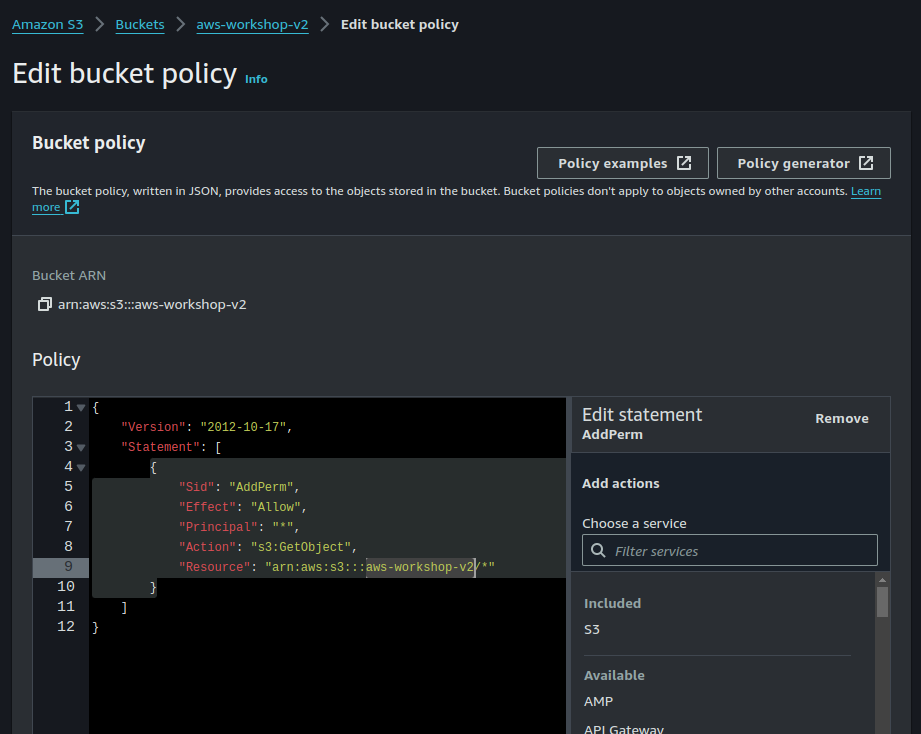 Amazon S3 > Buckets > aws-workshop-v2 > Edit bucket policy
Edit bucket policy Info
Bucket policy
Policy examples
Policy generator
The bucket policy, written in JSON, provides access to the objects stored in the bucket. Bucket policies don't apply to objects owned by other accounts. Learn
more
Bucket ARN
arn:aws:s3:::aws-workshop-v2
Policy
1 {
2 "Version": "2012-10-17",
3 "Statement": [
4 {
5 "Sid": "AddPerm",
6 "Effect": "Allow",
7 "Principal": "*",
8 "Action": "s3:GetObject",
9 "Resource": "arn:aws:s3:::aws-workshop-v2/*"
10 }
11 ]
12 }
Edit statement
Remove
AddPerm
Add actions
Choose a service
Filter services
Included
S3
Available
AMP
API Gateway